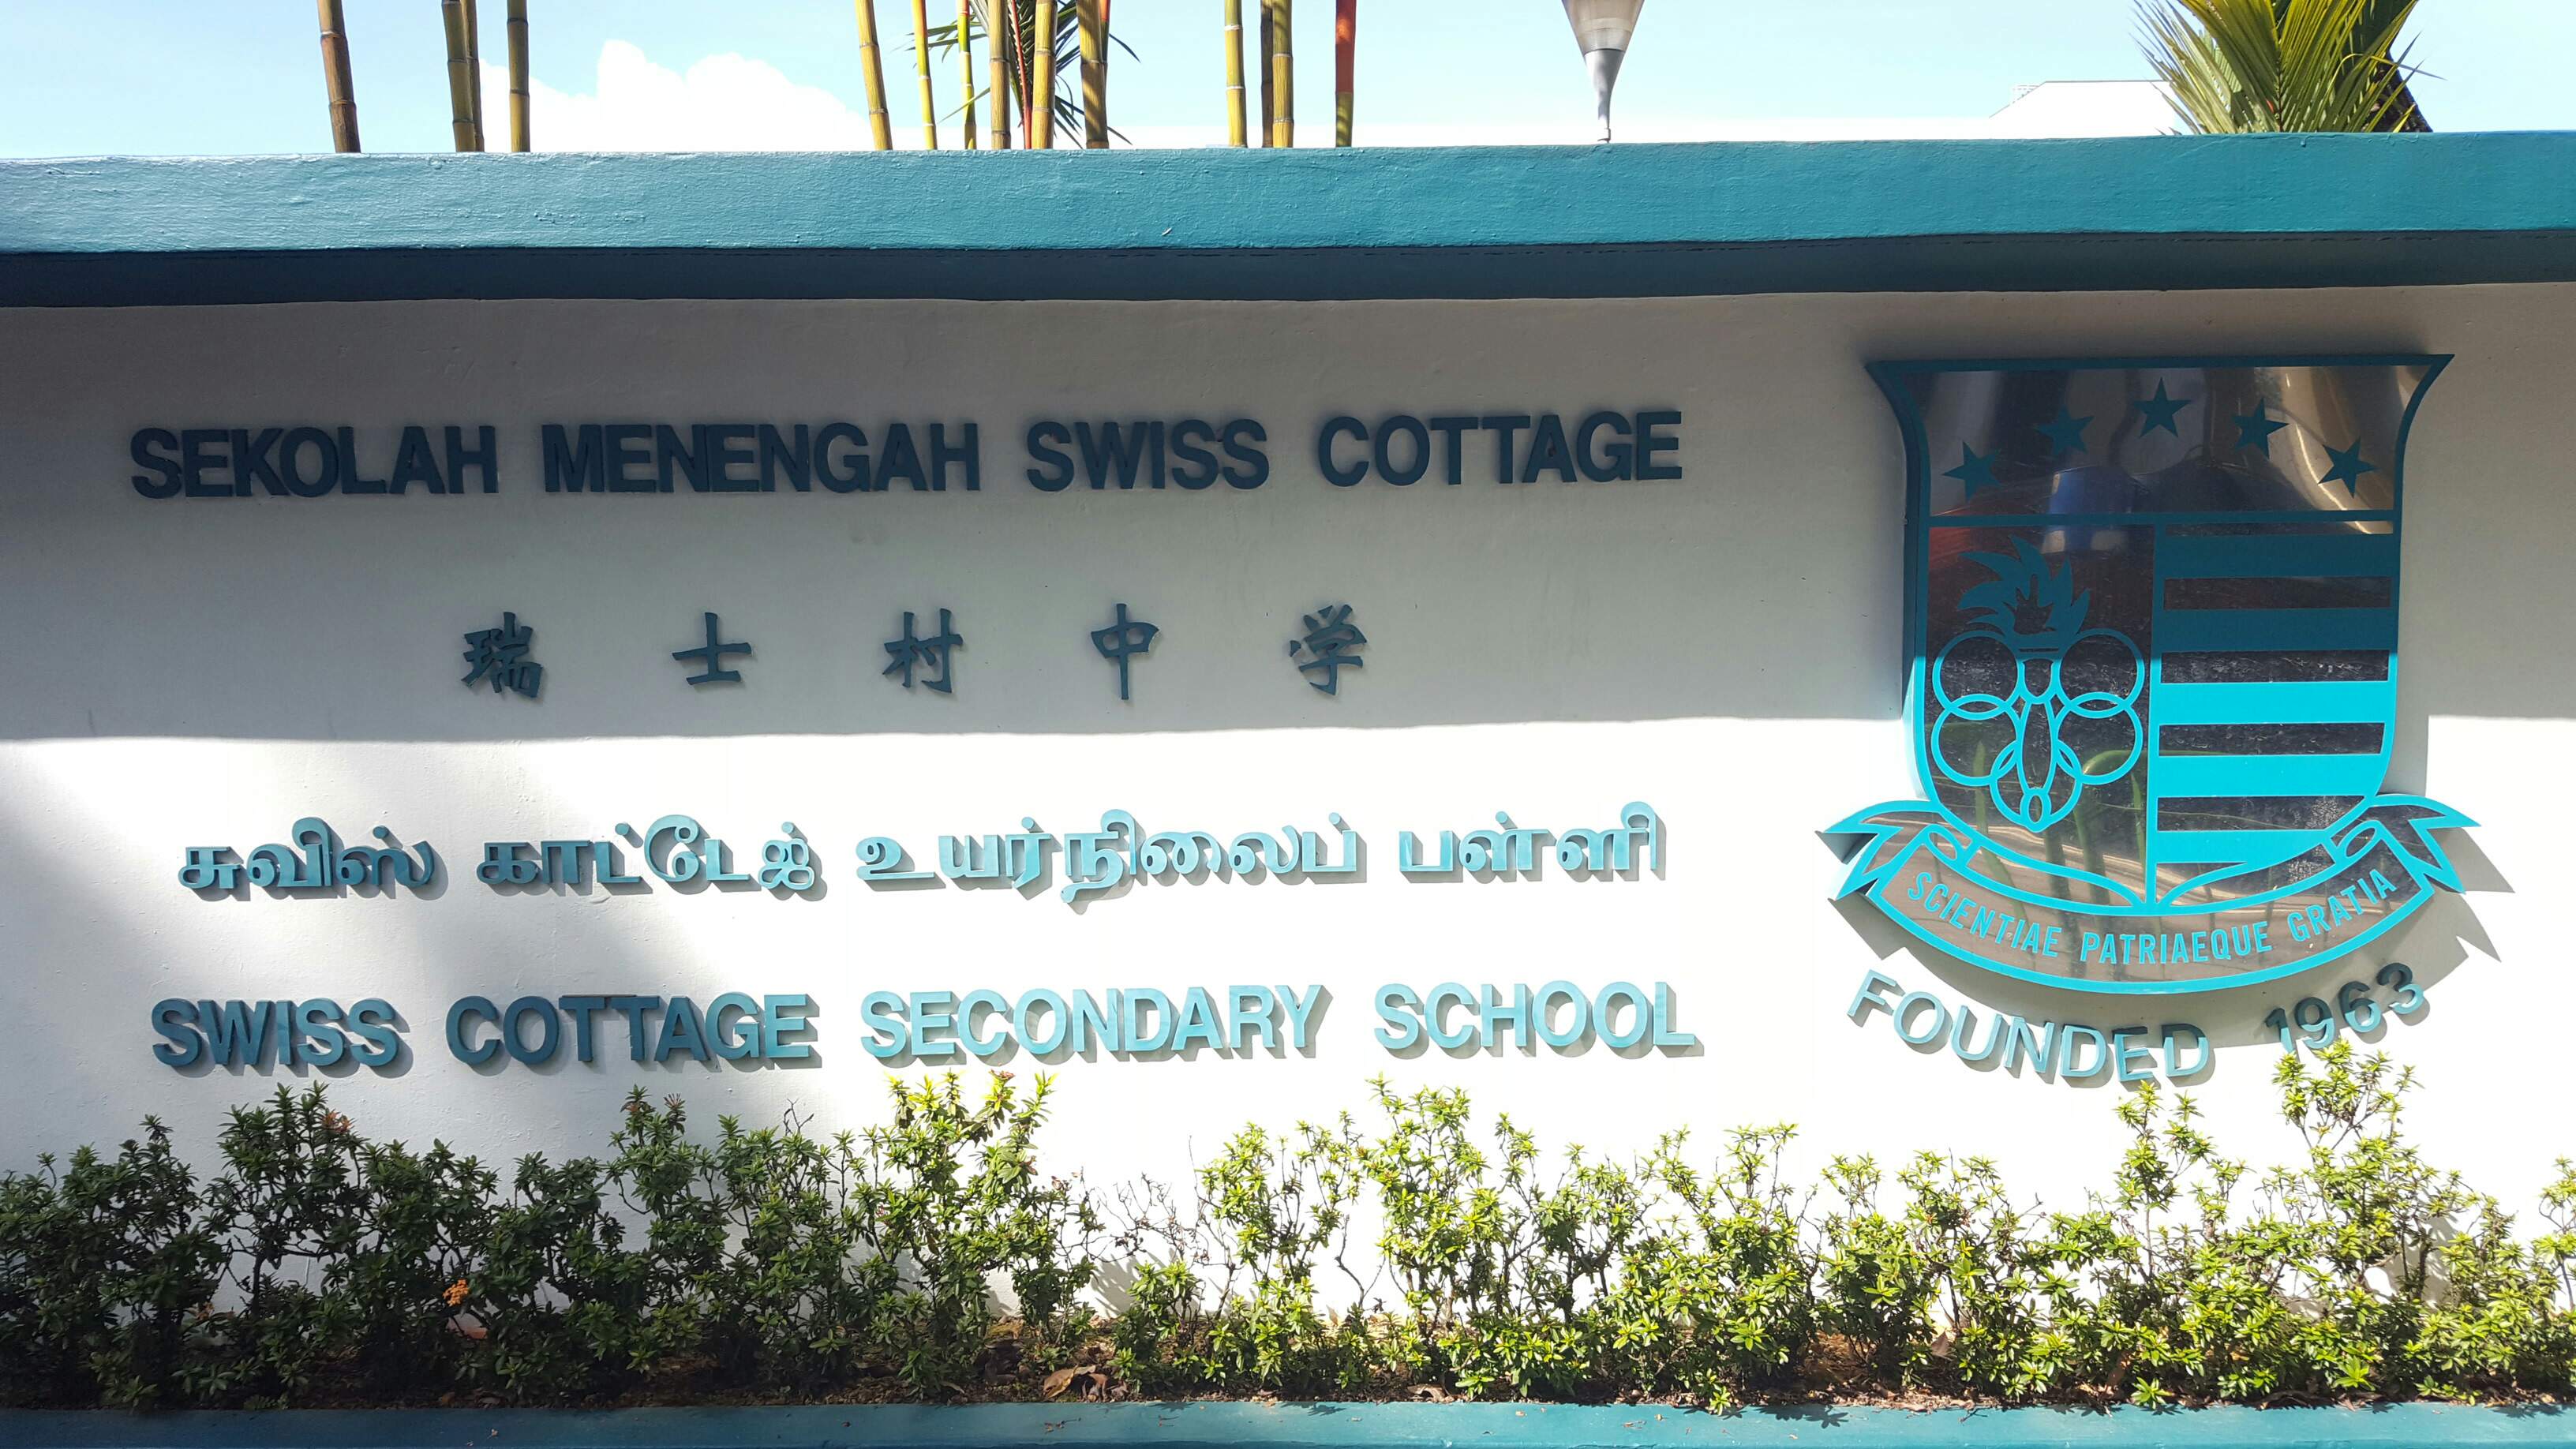 SEKOLAH MENENGAH SWISS COTTAGE
瑞士村中学
சுவிஸ் காட்டேஜ் உயர்நிலைப் பள்ளி
SWISS COTTAGE SECONDARY SCHOOL
SCIENTIAE PATRIAEQUE GRATIA
FOUNDED 1963